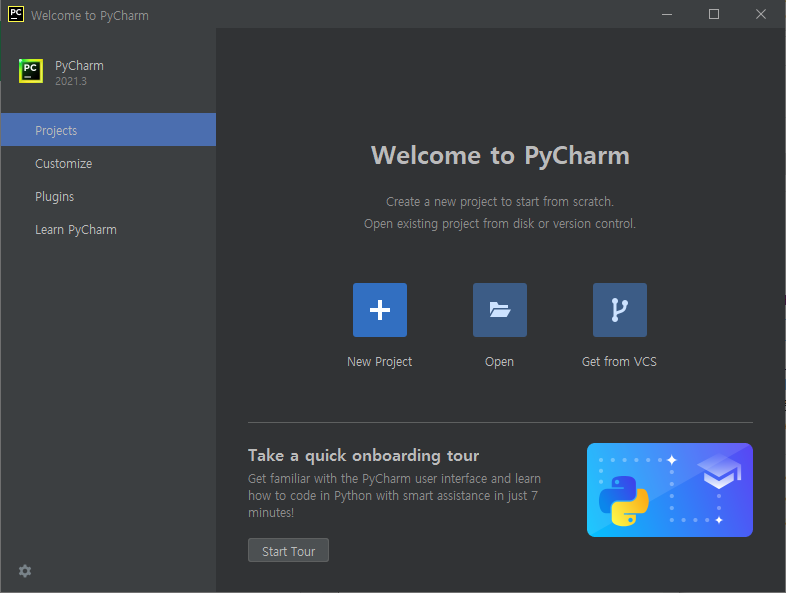 PC Welcome to PyCharm
PC PyCharm
2021.3
Projects
Customize
Plugins
Learn PyCharm
Welcome to PyCharm
Create a new project to start from scratch.
Open existing project from disk or version control.
New Project
Open
Get from VCS
Take a quick onboarding tour
Get familiar with the PyCharm user interface and learn
how to code in Python with smart assistance in just 7
minutes!
Start Tour